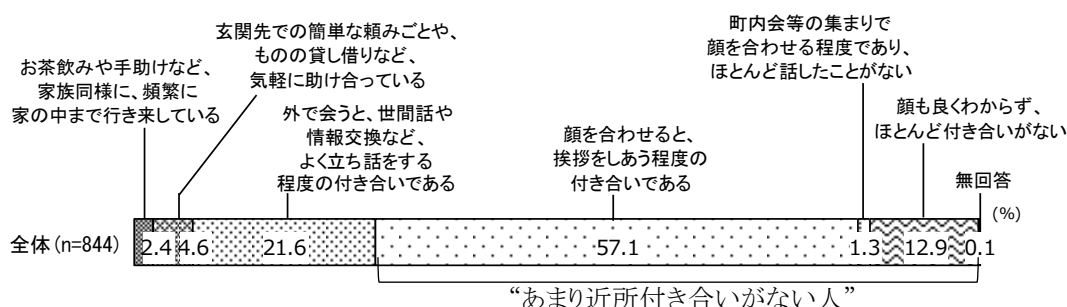 お茶飲みや手助けなど、
家族同様に、頻繁に
家の中まで行き来している
玄関先での簡単な頼みごとや、
ものの貸し借りなど、
気軽に助け合っている
外で会うと、世間話や
情報交換など、
よく立ち話をする
程度の付き合いである
顔を合わせると、
挨拶をしあう程度の
付き合いである
町内会等の集まりで
顔を合わせる程度であり、
ほとんど話したことがない
顔も良くわからず、
ほとんど付き合いがない
無回答
(%)
全体(n=844) 2.4 4.6 21.6 57.1 1.3 12.9 0.1
“あまり近所付き合いがない人”